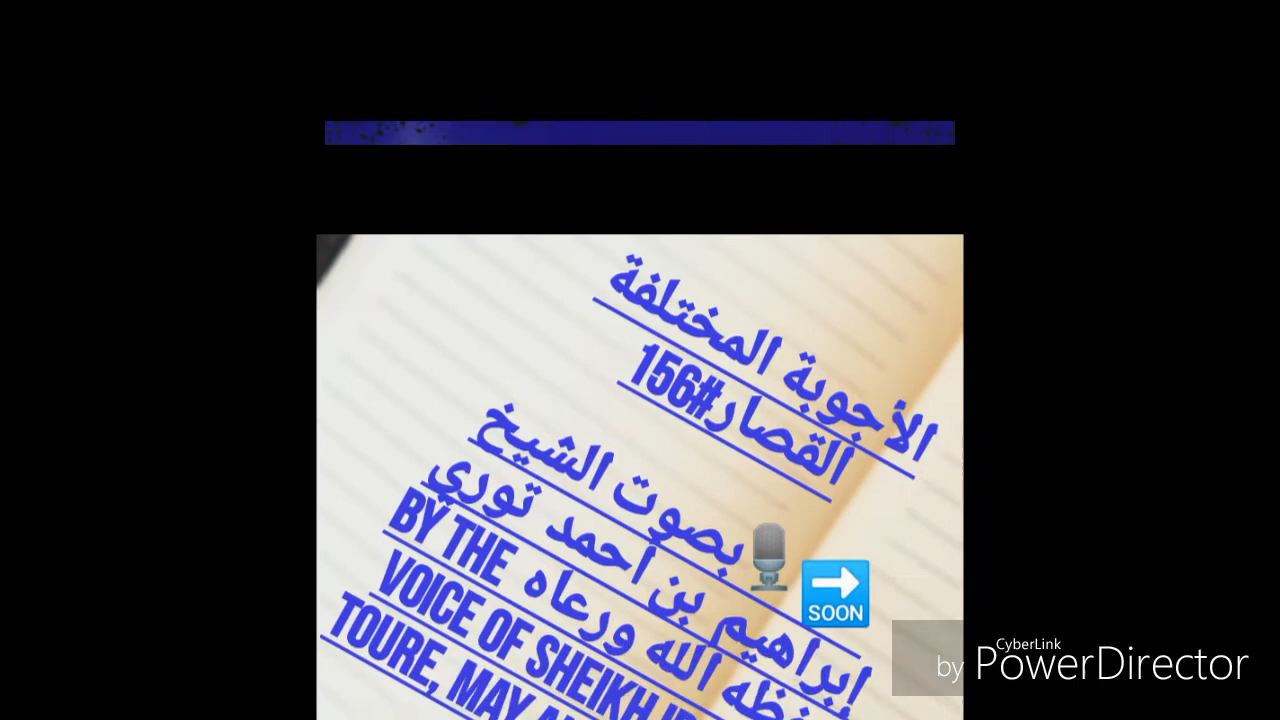 الأجوبة المختلفة
القصار#156
بصوت الشيخ
إبراهيم بن أحمد توري
الله ورعاه BY THE
VOICE OF SHEIKH
TOURE, MAY
SOON
CyberLink
by PowerDirector